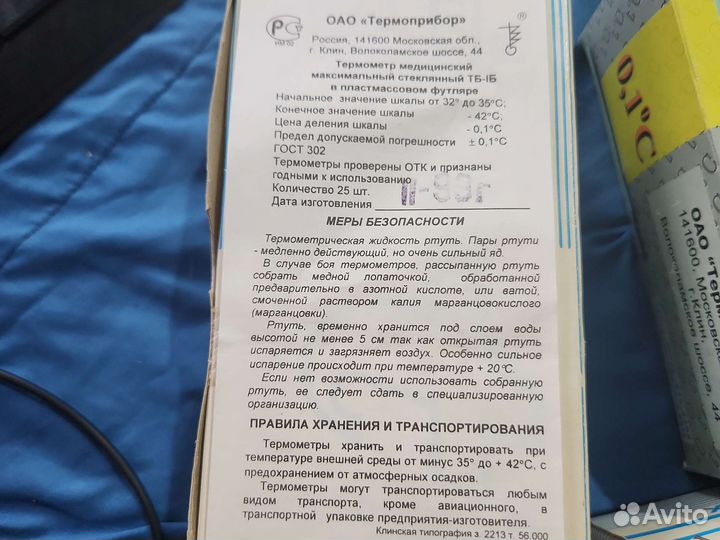 ОАО «Термоприбор»
Россия, 141600 Московская обл.,
г. Клин, Волоколамское шоссе, 44
Термометр медицинский
максимальный стеклянный ТБ-IБ
в пластмассовом футляре
Начальное значение шкалы от 32° до 35°С;
Конечное значение шкалы - 42°С;
Цена деления шкалы - 0,1°С
Предел допускаемой погрешности ± 0,1°С
ГОСТ 302
Термометры проверены ОТК и признаны
годными к использованию
Количество 25 шт.
Дата изготовления
МЕРЫ БЕЗОПАСНОСТИ
Термометрическая жидкость ртуть. Пары ртути
- медленно действующий, но очень сильный яд.
В случае боя термометров, рассыпанную ртуть
собрать медной лопаточкой, обработанной
предварительно в азотной кислоте, или ватой,
смоченной раствором калия марганцовокислого
(марганцовки).
Ртуть, временно хранится под слоем воды
высотой не менее 5 см так как открытая ртуть
испаряется и загрязняет воздух. Особенно сильное
испарение происходит при температуре + 20°С.
Если нет возможности использовать собранную
ртуть, ее следует сдать в специализированную
организацию.
ПРАВИЛА ХРАНЕНИЯ И ТРАНСПОРТИРОВАНИЯ
Термометры хранить и транспортировать при
температуре внешней среды от минус 35° до + 42°С, с
предохранением от атмосферных осадков.
Термометры могут транспортироваться любым
видом транспорта, кроме авиационного, в
транспортной упаковке предприятия-изготовителя.
Клинская типография з. 2213 т. 56.000
0,1°С
ОАО «Терм
141600, Московска
г.Клин,
Волоколамское шоссе, 44
Avito